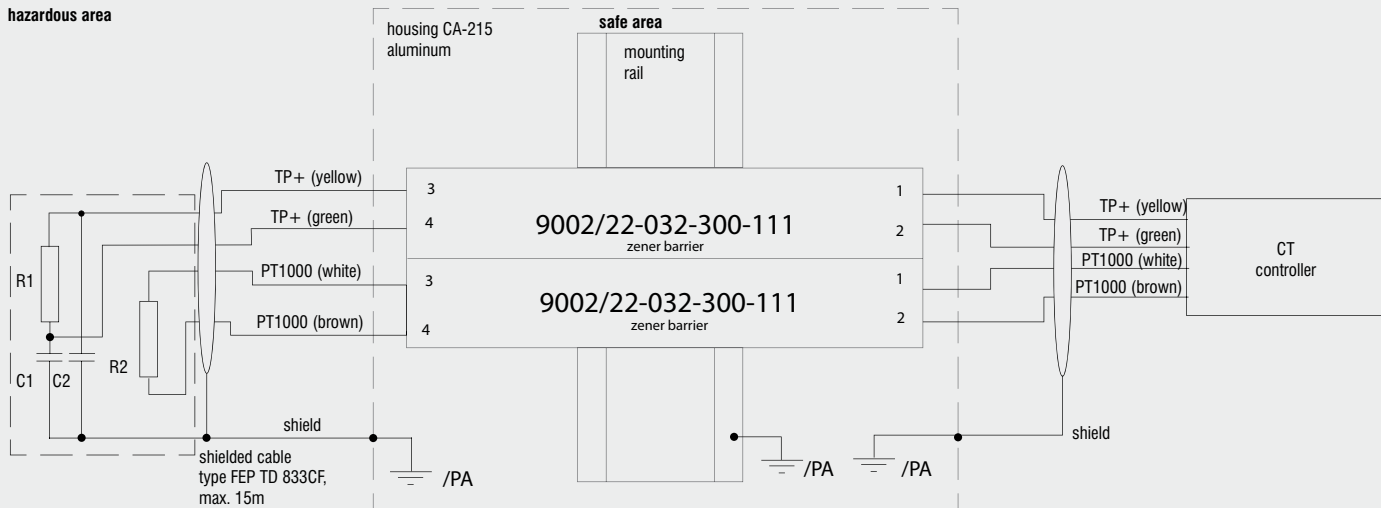 hazardous area
housing CA-215
aluminum
safe area
mounting
rail
TP+ (yellow)
TP+ (green)
PT1000 (white)
PT1000 (brown)
3
4
3
4
9002/22-032-300-111
zener barrier
9002/22-032-300-111
zener barrier
1
2
1
2
TP+ (yellow)
TP+ (green)
PT1000 (white)
PT1000 (brown)
CT
controller
R1
R2
C1
C2
shield
shielded cable
type FEP TD 833CF,
max. 15m
/PA
/PA
/PA
shield